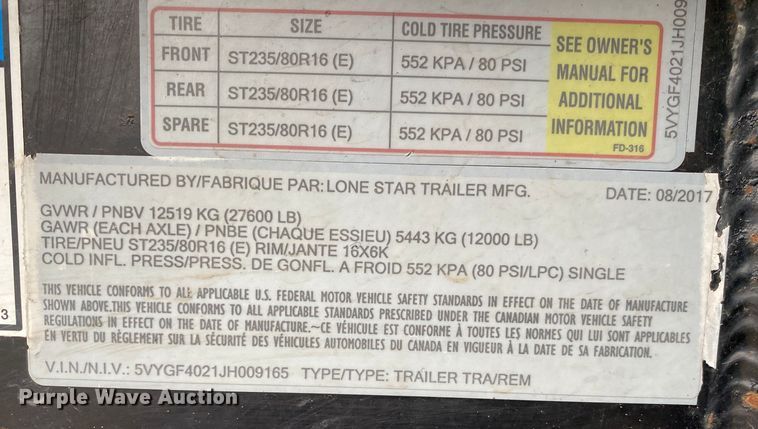 TIRE SIZE COLD TIRE PRESSURE
FRONT ST235/80R16 (E) 552 KPA / 80 PSI
REAR ST235/80R16 (E) 552 KPA / 80 PSI
SPARE ST235/80R16 (E) 552 KPA / 80 PSI
SEE OWNER'S
MANUAL FOR
ADDITIONAL
INFORMATION
FD-316
5VYGF4021JH009
MANUFACTURED BY/FABRIQUE PAR: LONE STAR TRAILER MFG. DATE: 08/2017
GVWR / PNBV 12519 KG (27600 LB)
GAWR (EACH AXLE) / PNBE (CHAQUE ESSIEU) 5443 KG (12000 LB)
TIRE/PNEU ST235/80R16 (E) RIM/JANTE 16X6K
COLD INFL. PRESS/PRESS. DE GONFL. A FROID 552 KPA (80 PSI/LPC) SINGLE
THIS VEHICLE CONFORMS TO ALL APPLICABLE U.S. FEDERAL MOTOR VEHICLE SAFETY STANDARDS IN EFFECT ON THE DATE OF MANUFACTURE
SHOWN ABOVE.THIS VEHICLE CONFORMS TO ALL APPLICABLE STANDARDS PRESCRIBED UNDER THE CANADIAN MOTOR VEHICLE SAFETY
REGULATIONS IN EFFECT ON THE DATE OF MANUFACTURE.~CE VÉHICULE EST CONFORME À TOUTES LES NORMES QUI LUI SONT APPLICABLES
EN VERTU DU RÈGLEMENT SUR LA SÉCURITÉ DES VÉHICULES AUTOMOBILES DU CANADA EN VIGUEUR À LA DATE DE SA FABRICATION.
V.I.N./N.I.V.: 5VYGF4021JH009165 TYPE/TYPE: TRAILER TRA/REM
3
Purple Wave Auction